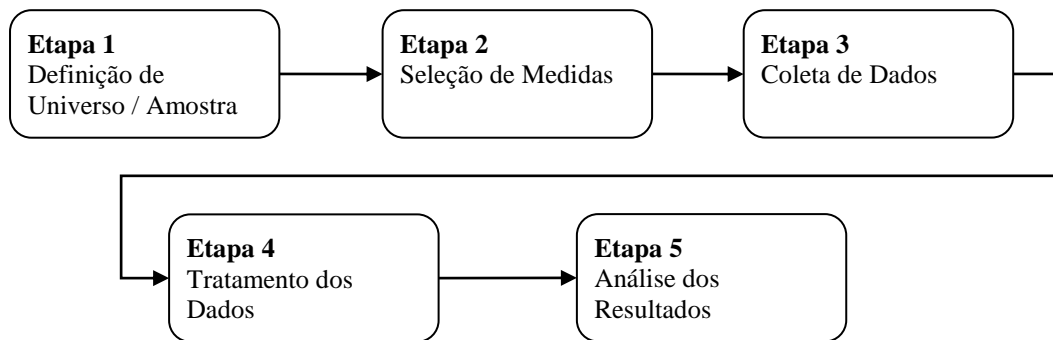 Etapa 1
Definição de
Universo / Amostra
Etapa 2
Seleção de Medidas
Etapa 3
Coleta de Dados
Etapa 4
Tratamento dos
Dados
Etapa 5
Análise dos
Resultados